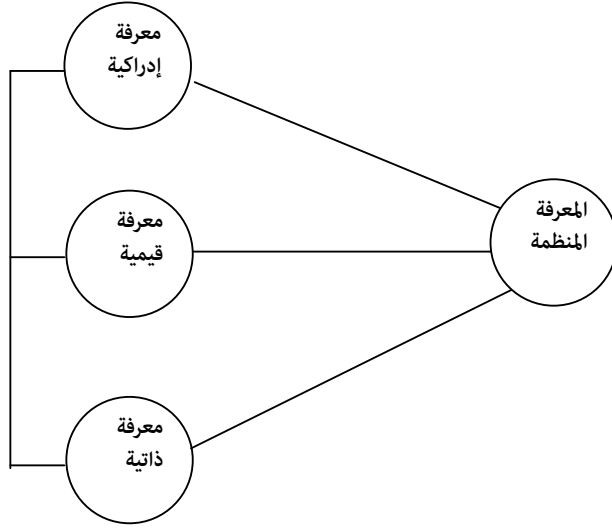 معرفة
إدراكية
المعرفة
المنظمة
معرفة
قيمية
معرفة
ذاتية